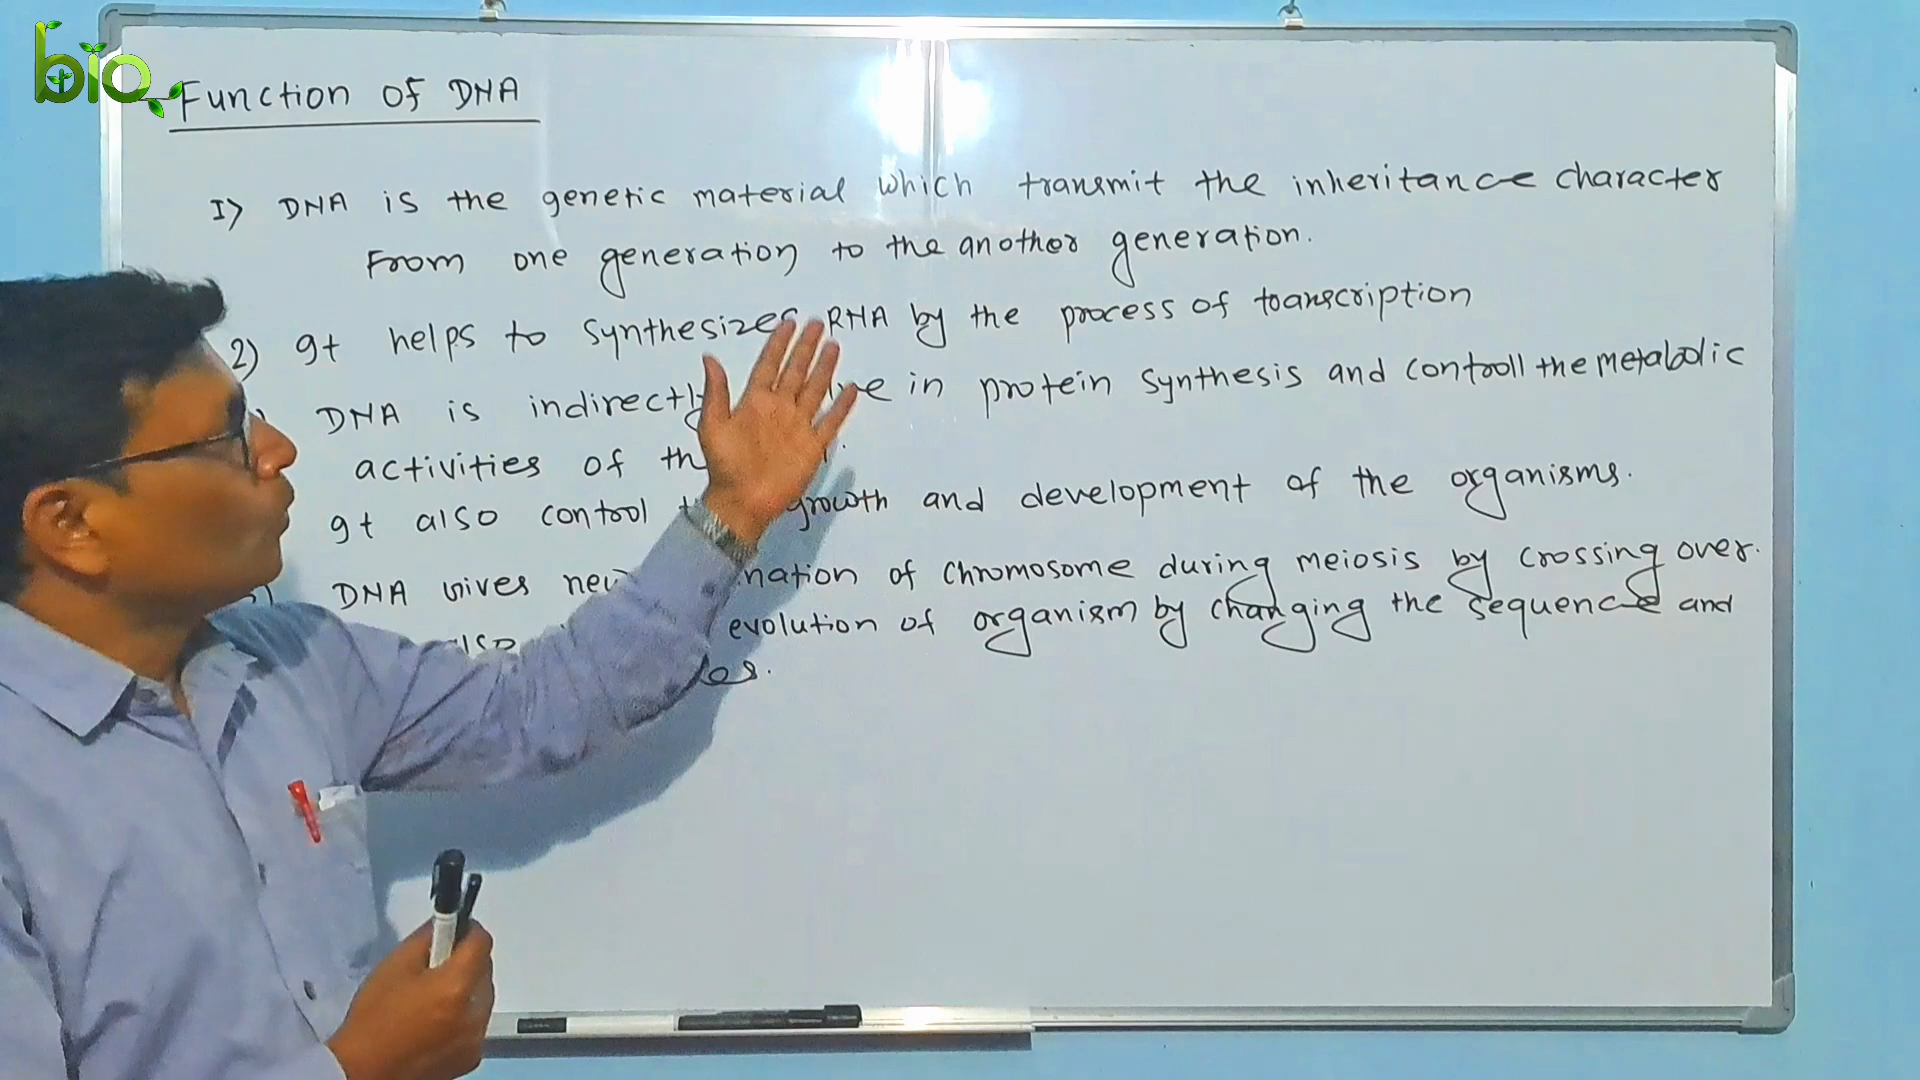 bio
Function OF DNA
1) DNA is the genetic material which transmit the inheritance character
From one generation to the another generation.
2) It helps to synthesizes RNA by the process of transcription
DNA is indirectly in protein synthesis and controll the metabolic
activities of
It also control growth and development of the organisms.
DNA gives of chromosome during meiosis by crossing over.
also evolution of organism by changing the sequence and